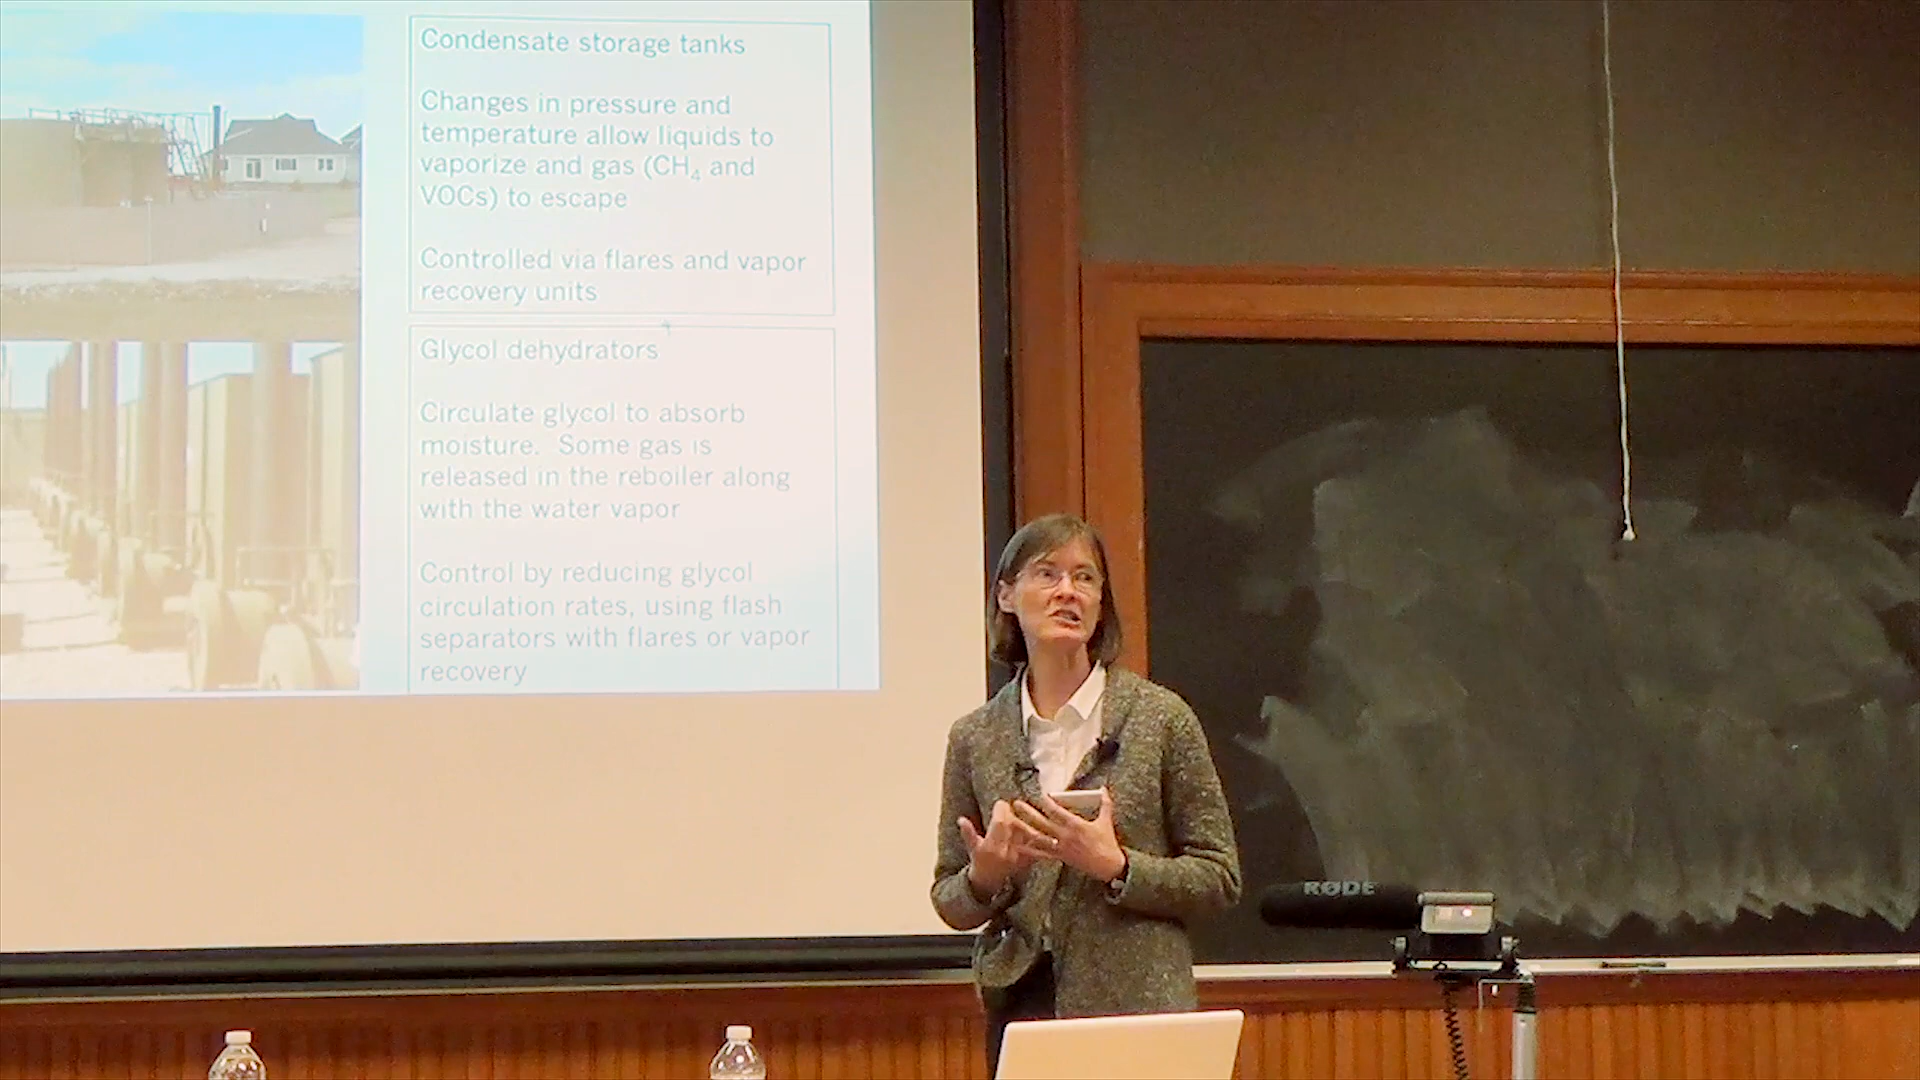 Condensate storage tanks
Changes in pressure and
temperature allow liquids to
vaporize and gas (CH₄ and
VOCs) to escape
Controlled via flares and vapor
recovery units
Glycol dehydrators
Circulate glycol to absorb
moisture. Some gas is
released in the reboiler along
with the water vapor
Control by reducing glycol
circulation rates, using flash
separators with flares or vapor
recovery
RØDE